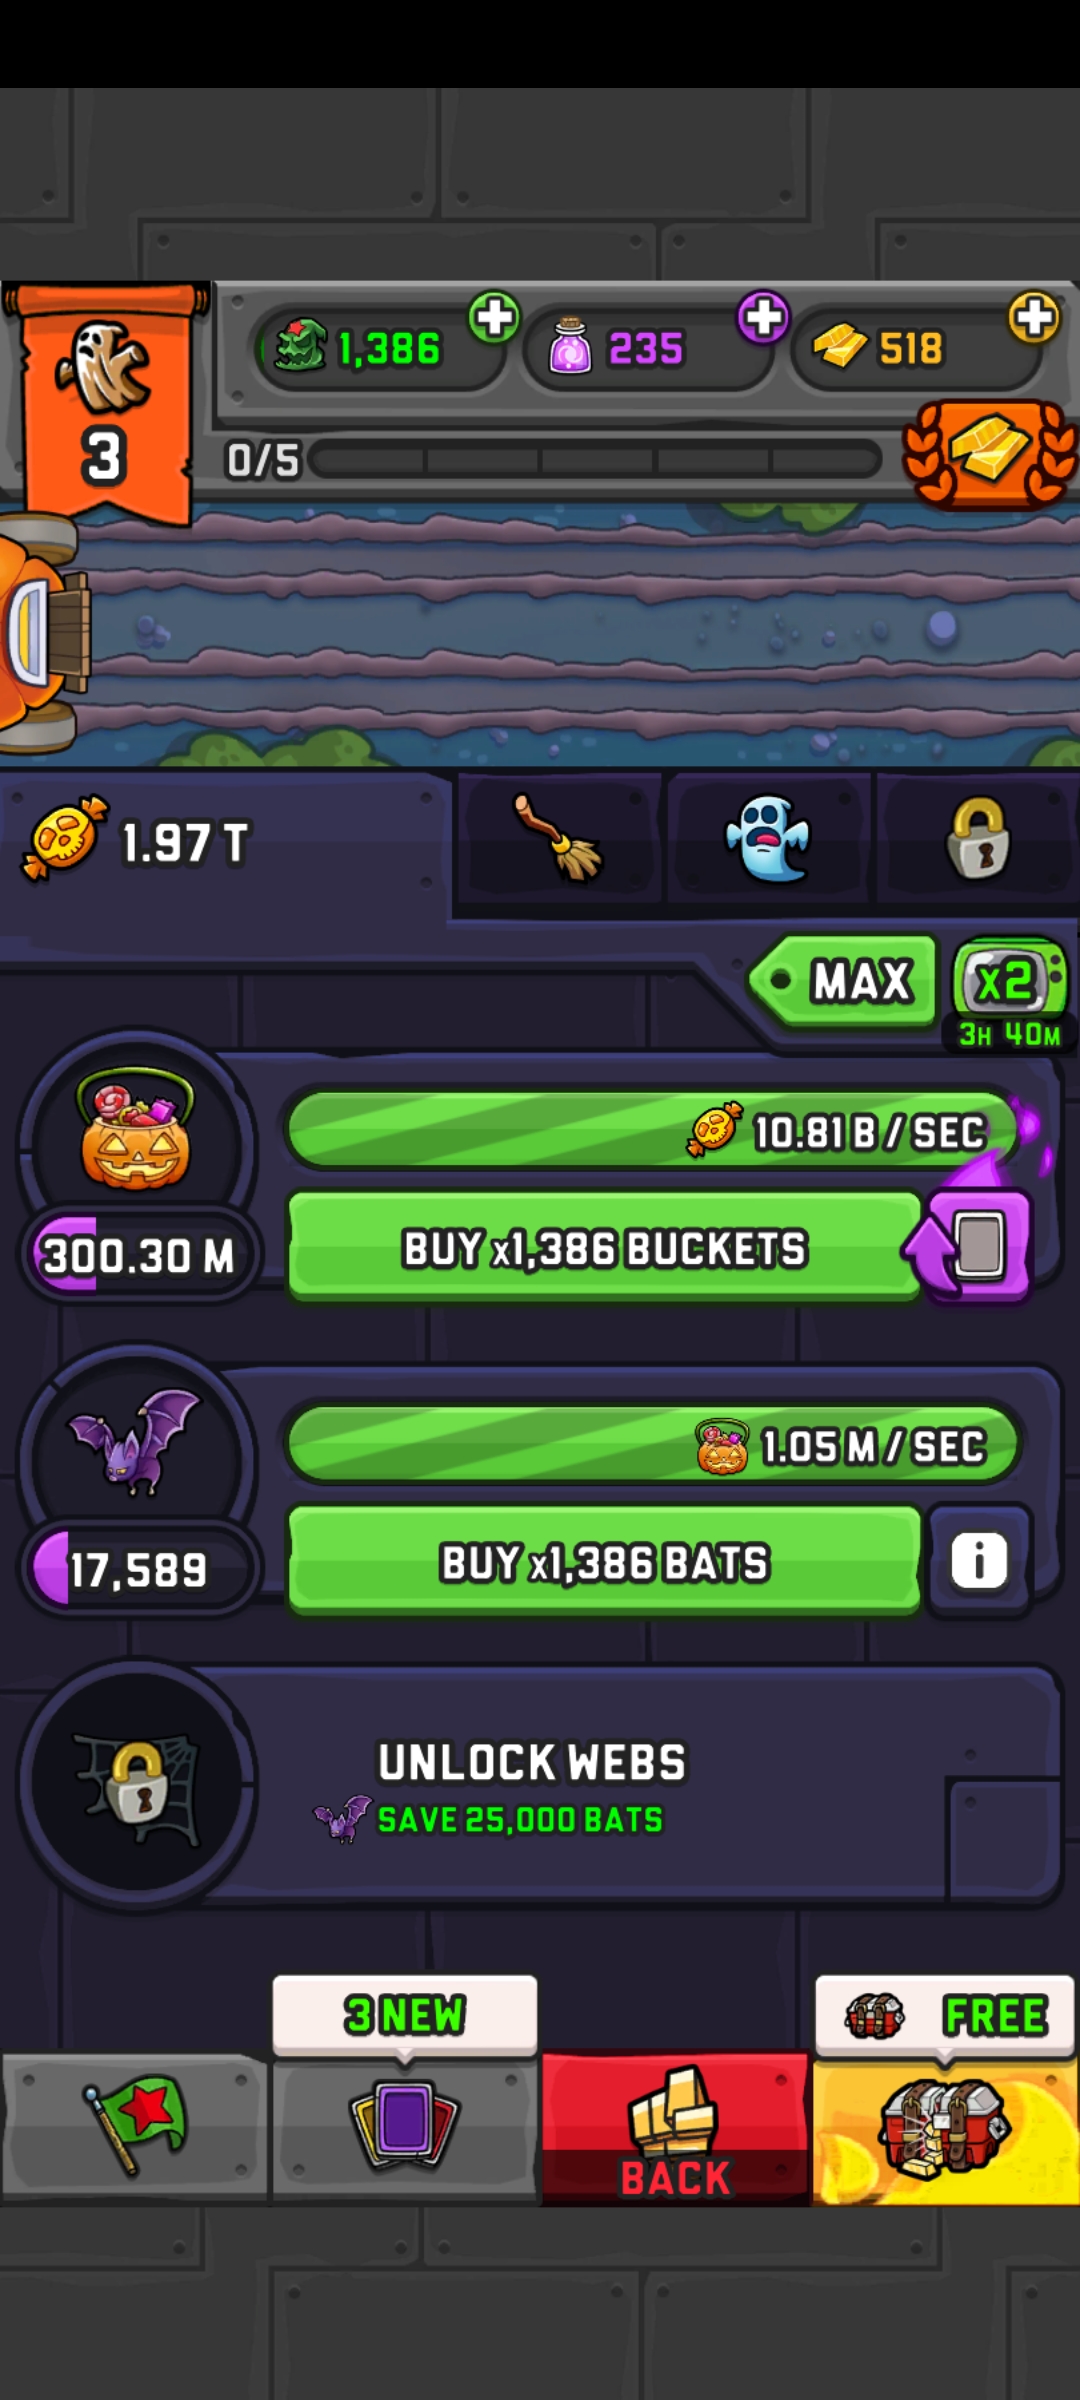 1,386
235
518
3
0/5
1.97 T
MAX
x2
3H 40M
10.81 B / SEC
300.30 M
BUY x1,386 BUCKETS
1.05 M / SEC
17,589
BUY x1,386 BATS
i
UNLOCK WEBS
SAVE 25,000 BATS
3 NEW
FREE
BACK